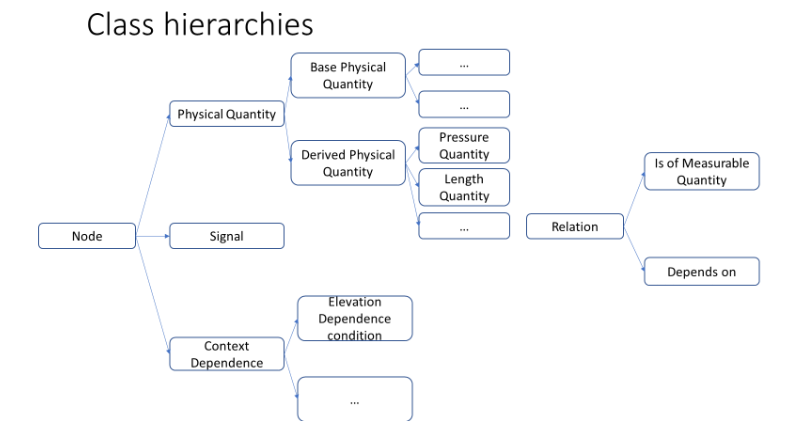 Class hierarchies
Base Physical
Quantity
...
...
Physical Quantity
Derived Physical
Quantity
Pressure
Quantity
Length
Quantity
...
Node
Signal
Context
Dependence
Elevation
Dependence
condition
...
Relation
Is of Measurable
Quantity
Depends on